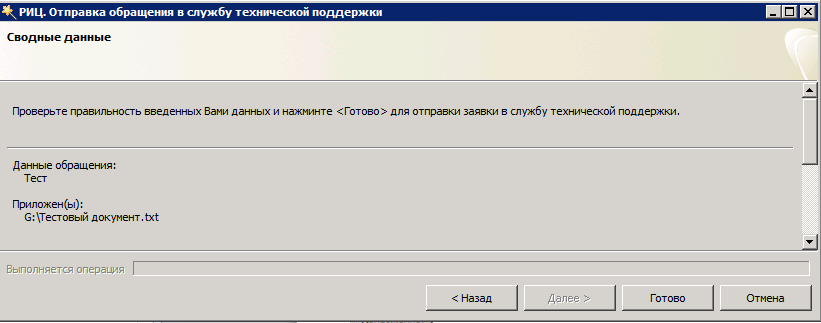 РИЦ. Отправка обращения в службу технической поддержки
Сводные данные
Проверьте правильность введенных Вами данных и нажмите <Готово> для отправки заявки в службу технической поддержки.
Данные обращения:
Тест
Приложен(ы):
G:\Тестовый документ.txt
Выполняется операция
< Назад
Далее >
Готово
Отмена